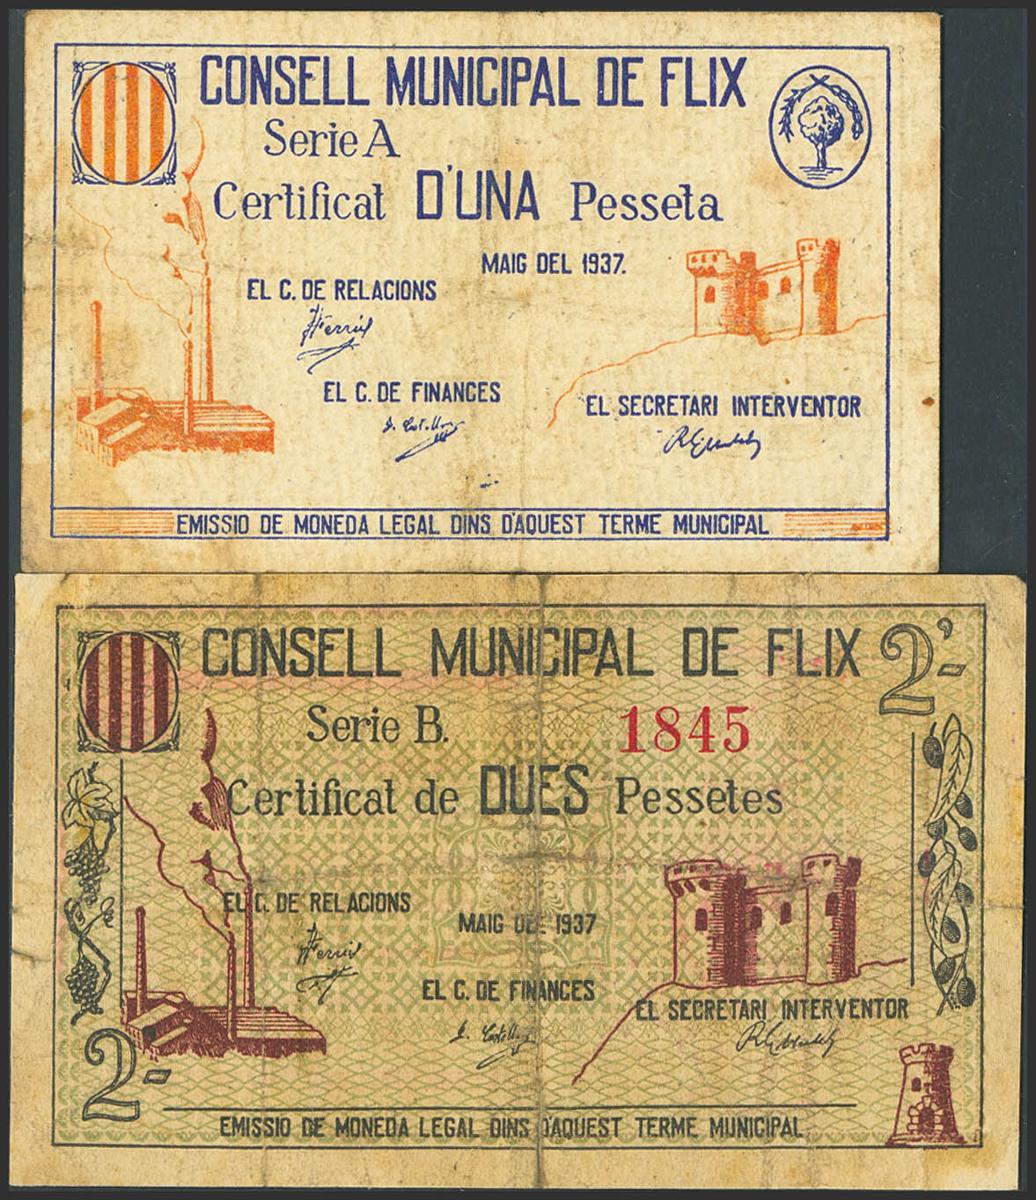 CONSELL MUNICIPAL DE FLIX
Serie A
Certificat D'UNA Pesseta
MAIG DEL 1937.
EL C. DE RELACIONS
EL C. DE FINANCES
EL SECRETARI INTERVENTOR
EMISSIO DE MONEDA LEGAL DINS D'AQUEST TERME MUNICIPAL
CONSELL MUNICIPAL DE FLIX
2'-
Serie B.
1845
Certificat de DUES Pessetes
EL C. DE RELACIONS
MAIG DEL 1937
EL C. DE FINANCES
EL SECRETARI INTERVENTOR
2'-
EMISSIO DE MONEDA LEGAL DINS D'AQUEST TERME MUNICIPAL